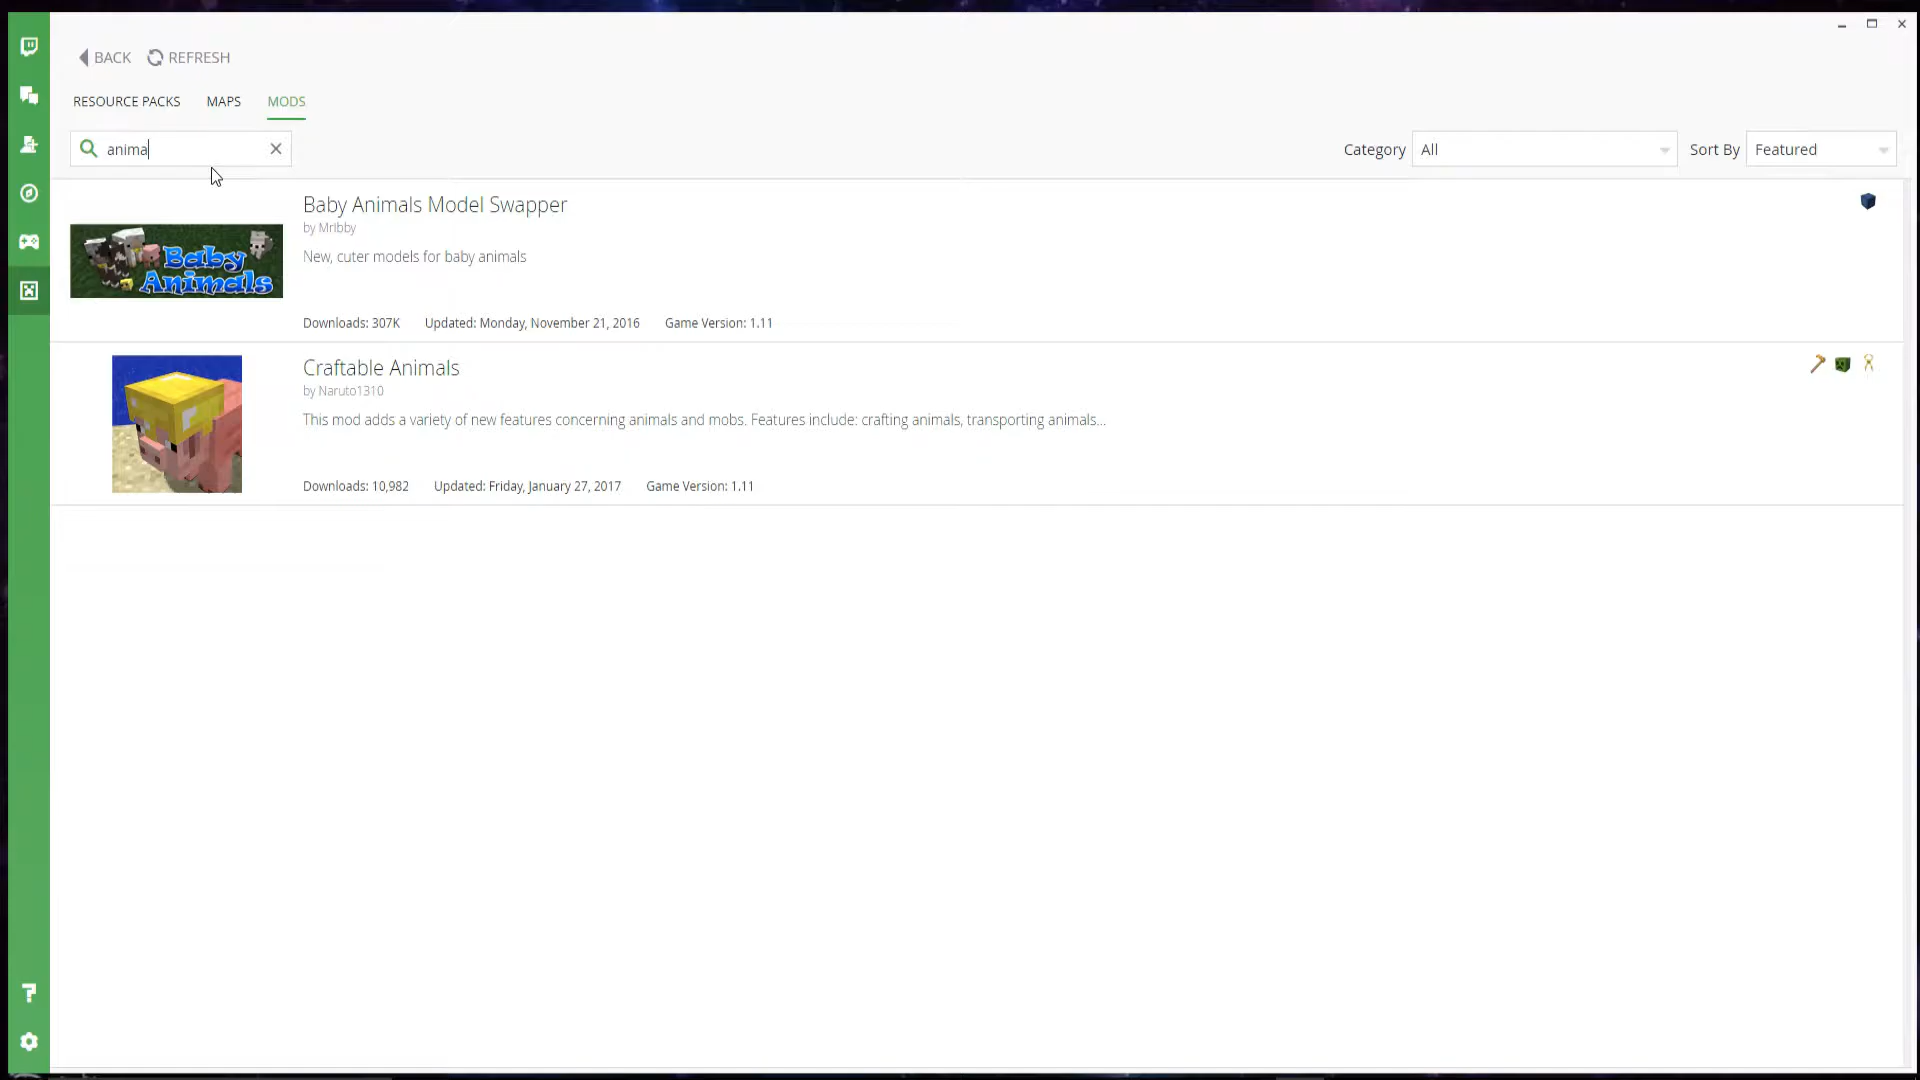 BACK REFRESH
RESOURCE PACKS MAPS MODS
anima
Category All Sort By Featured
Baby Animals Model Swapper
by MrIbby
New, cuter models for baby animals
Baby
Animals
Downloads: 307K Updated: Monday, November 21, 2016 Game Version: 1.11
Craftable Animals
by Naruto1310
This mod adds a variety of new features concerning animals and mobs. Features include: crafting animals, transporting animals...
Downloads: 10,982 Updated: Friday, January 27, 2017 Game Version: 1.11